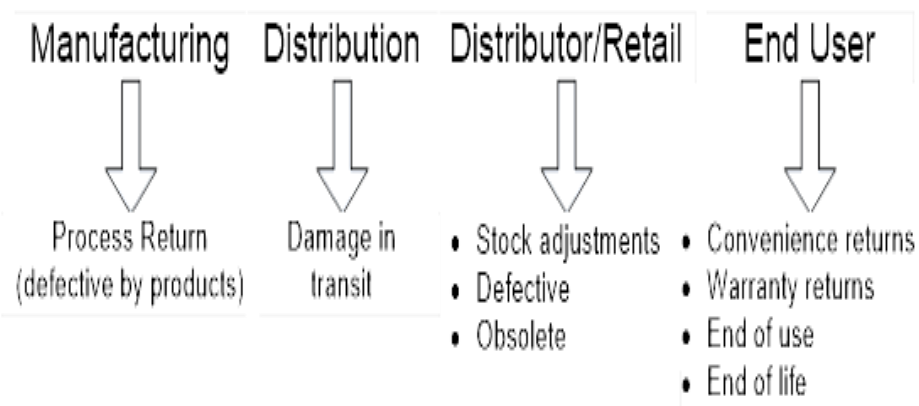 Manufacturing
Distribution
Distributor/Retail
End User
Process Return
(defective by products)
Damage in
transit
• Stock adjustments
• Defective
• Obsolete
• Convenience returns
• Warranty returns
• End of use
• End of life